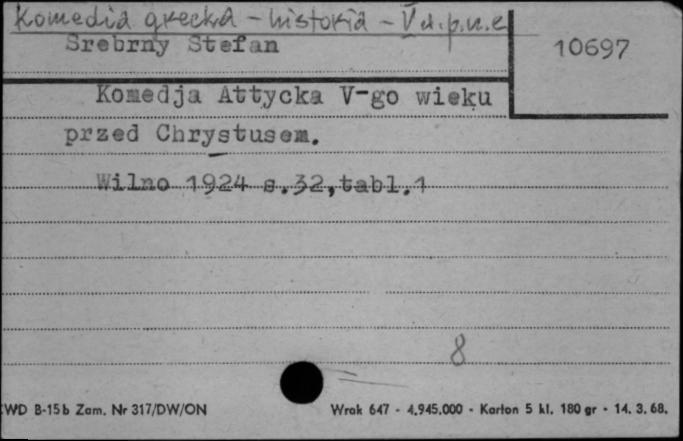 Komedia grecka - historia - V w.p.n.e
Srebrny Stefan
10697
Komedja Attycka V-go wieku
przed Chrystusem.
Wilno 1924 s.32,tabl.1
8
WD B-15b Zam. Nr 317/DW/ON
Wrak 647 - 4.945.000 - Karton 5 kl. 180 gr - 14. 3. 68.